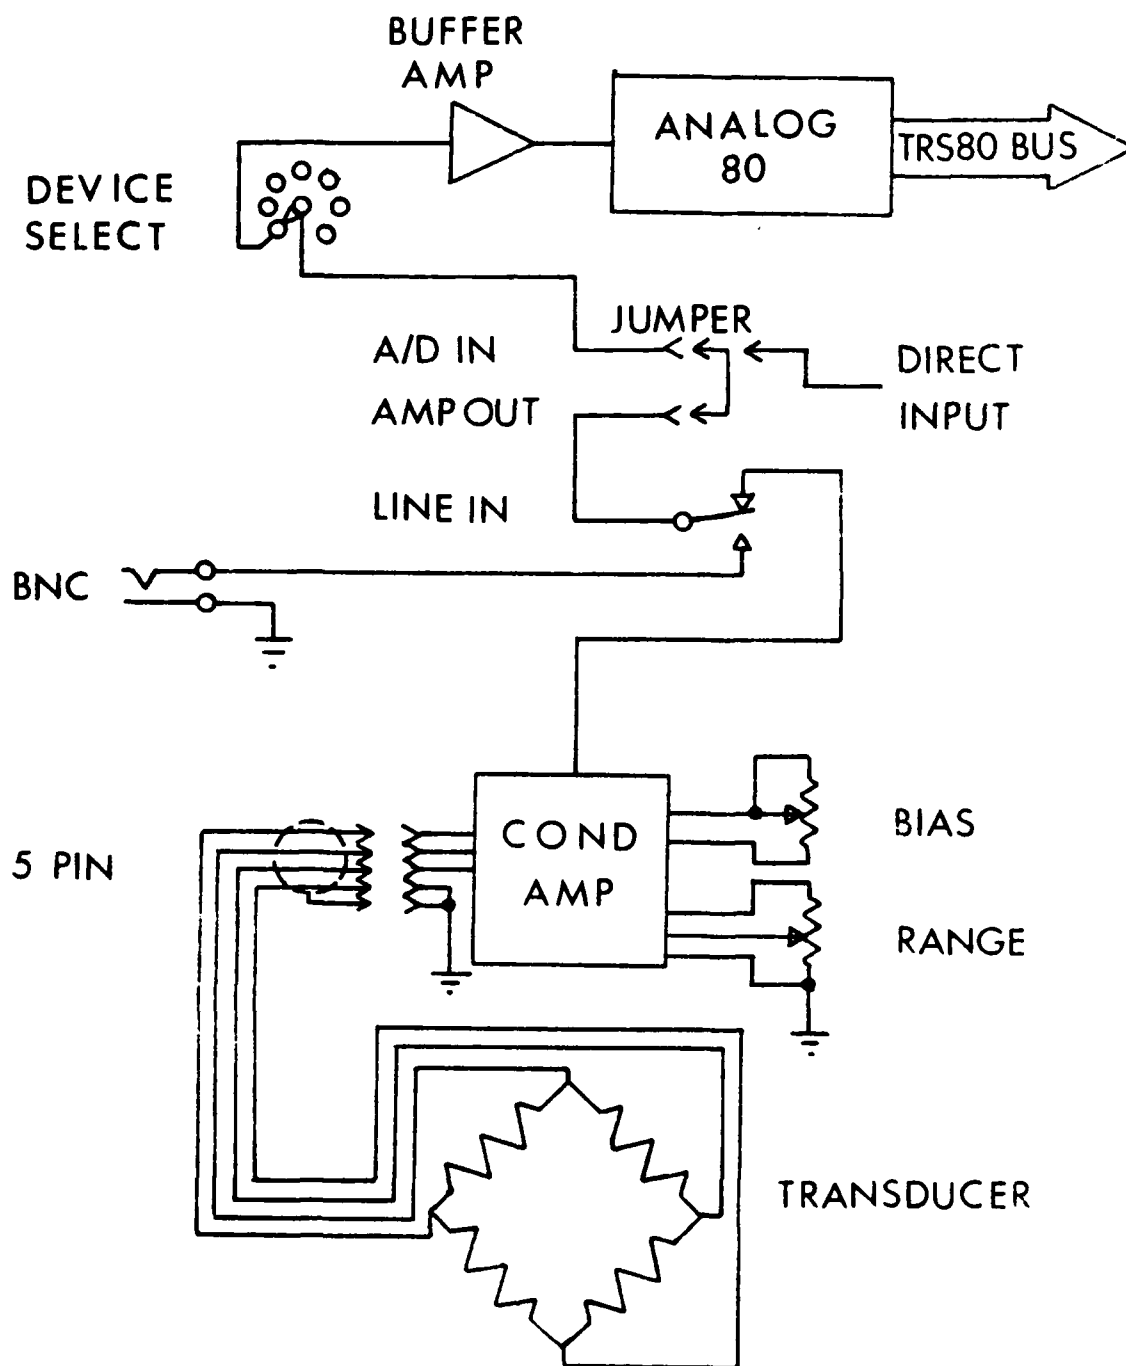 BUFFER
AMP
ANALOG
80
TRS80 BUS
DEVICE
SELECT
JUMPER
A/D IN
DIRECT
AMP OUT
INPUT
LINE IN
BNC
COND
AMP
BIAS
5 PIN
RANGE
TRANSDUCER